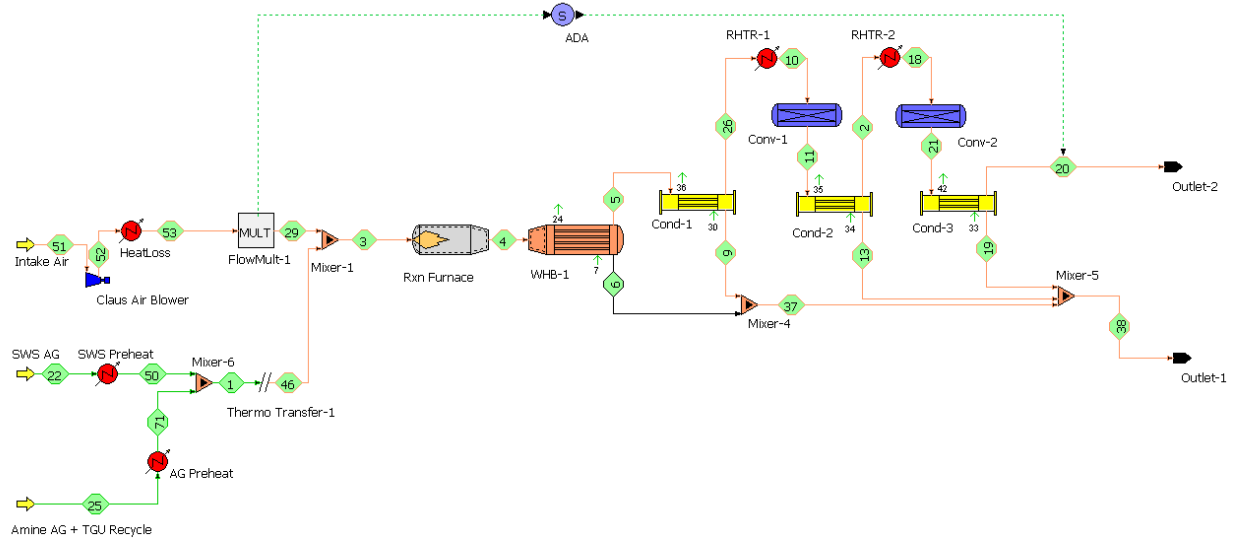 S
ADA
RHTR-1
10
RHTR-2
18
26
Conv-1
2
Conv-2
11
21
20
Outlet-2
5
36
Cond-1
30
35
Cond-2
34
42
Cond-3
33
51
Intake Air
52
HeatLoss
53
Claus Air Blower
MULT
FlowMult-1
29
Mixer-1
3
Rxn Furnace
4
24
WHB-1
7
6
9
Mixer-4
37
13
19
Mixer-5
38
Outlet-1
SWS AG
22
SWS Preheat
50
Mixer-6
1
46
Thermo Transfer-1
71
AG Preheat
25
Amine AG + TGU Recycle